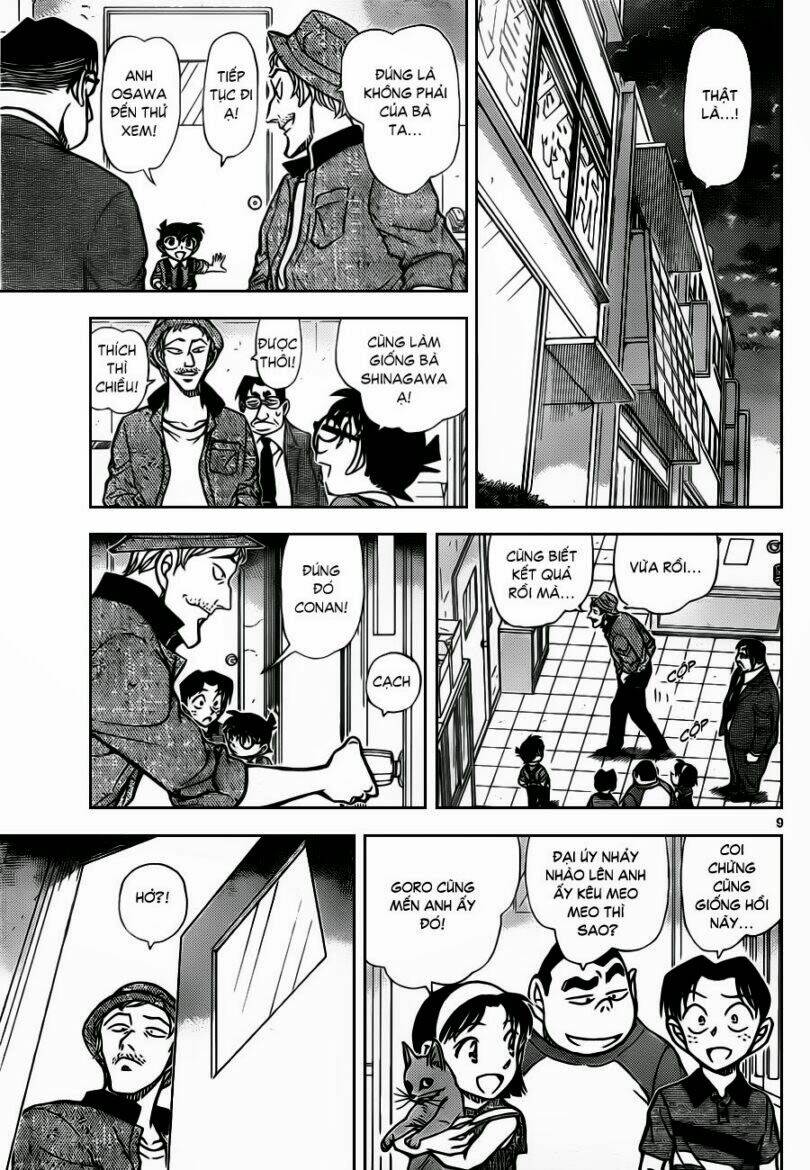 THẬT
LÀ...!
ĐÚNG LÀ
KHÔNG PHẢI
CỦA BÀ
TA...
TIẾP
TỤC ĐI
Ạ!
ANH
OSAWA
ĐẾN THỬ
XEM!
CŨNG LÀM
GIỐNG BÀ
SHINAGAWA
Ạ!
ĐƯỢC
THÔI!
THÍCH
THÌ
CHIỀU!
VỪA RỒI...
CŨNG BIẾT
KẾT QUẢ
RỒI MÀ...
CỘP
CỘP
ĐÚNG
ĐÓ
CONAN!
CẠCH
9
COI
CHỪNG
CŨNG
GIỐNG HỒI
NÃY...
ĐẠI ÚY NHẢY
NHÀO LÊN ANH
ẤY KÊU MEO
MEO THÌ
SAO?
GORO CŨNG
MẾN ANH ẤY
ĐÓ!
HỞ?!